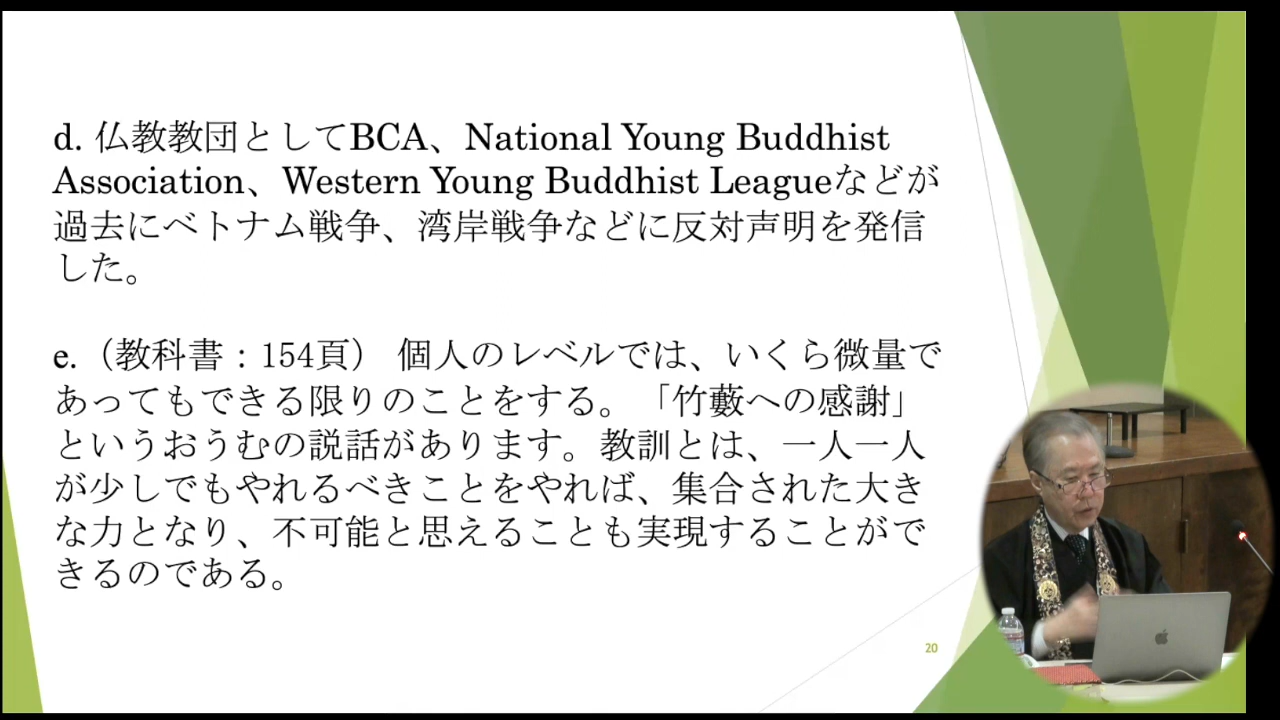 d. 仏教教団としてBCA、National Young Buddhist
Association、Western Young Buddhist Leagueなどが
過去にベトナム戦争、湾岸戦争などに反対声明を発信
した。
e.（教科書：154頁） 個人のレベルでは、いくら微量で
あってもできる限りのことをする。「竹藪への感謝」
というおうむの説話があります。教訓とは、一人一人
が少しでもやれるべきことをやれば、集合された大き
な力となり、不可能と思えることも実現することがで
きるのである。
20